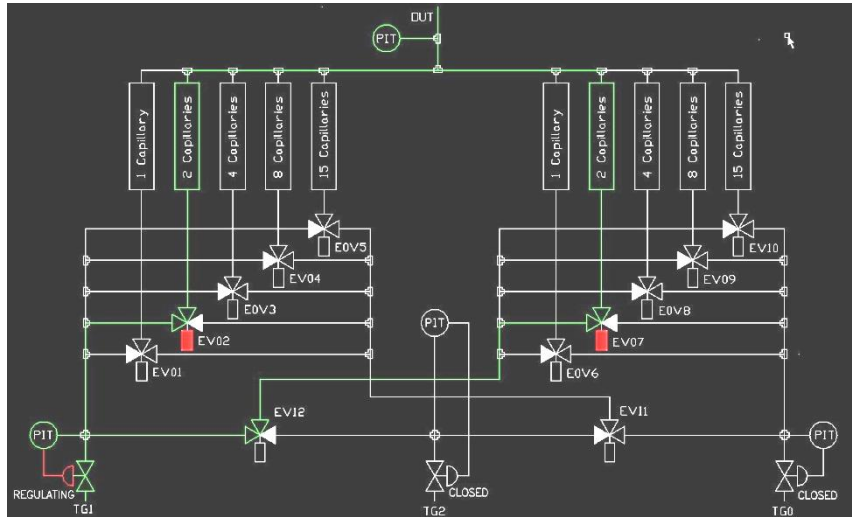 OUT
PIT
1 Capillary
2 Capillaries
4 Capillaries
8 Capillaries
15 Capillaries
1 Capillary
2 Capillaries
4 Capillaries
8 Capillaries
15 Capillaries
EOV5
EV10
EV04
EV09
EOV3
EOV8
PIT
EV02
EV07
EV01
EOV6
EV12
EV11
PIT
PIT
REGULATING
CLOSED
CLOSED
TG1
TG2
TG0